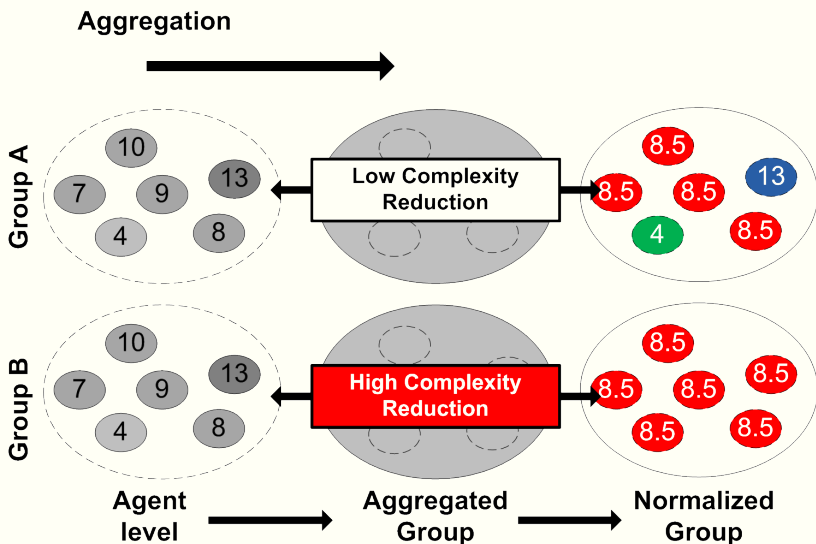 Aggregation
Group A
10
13
7
9
4
8
Low Complexity
Reduction
8.5
13
8.5
8.5
4
8.5
Group B
10
13
7
9
4
8
High Complexity
Reduction
8.5
8.5
8.5
8.5
8.5
8.5
Agent
level
Aggregated
Group
Normalized
Group